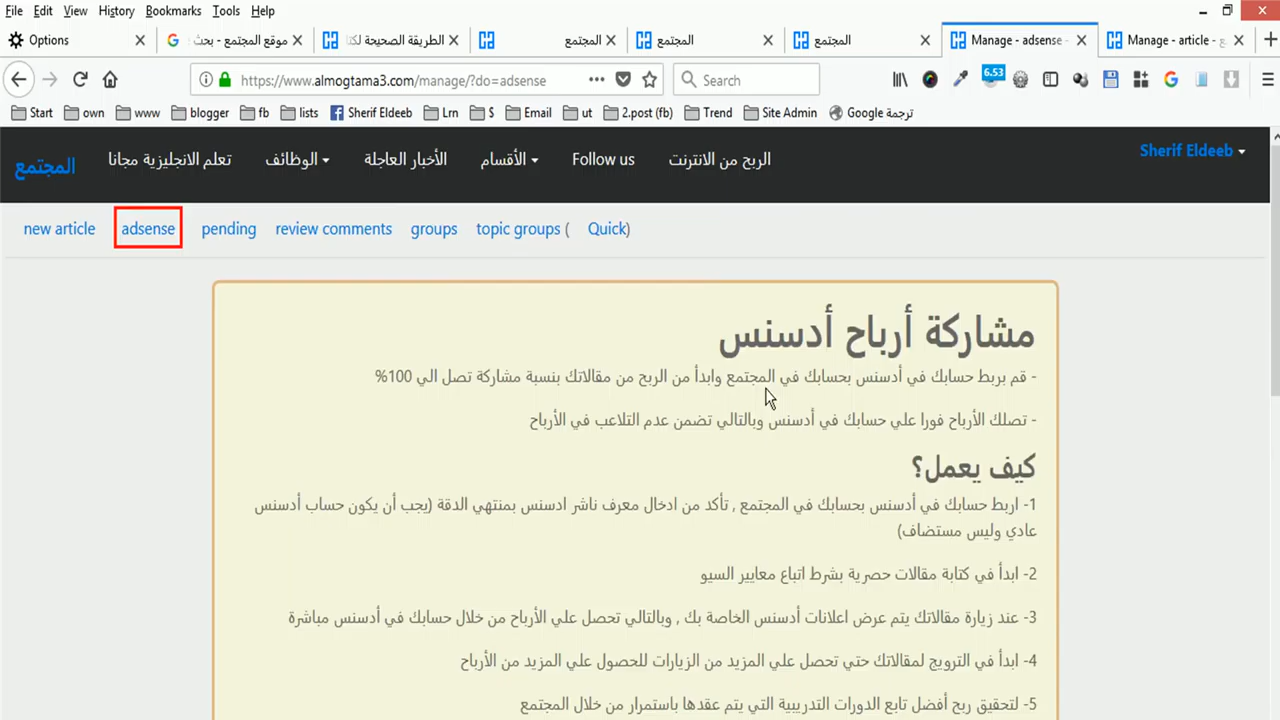 File Edit View History Bookmarks Tools Help
Options
موقع المجتمع - بحث
الطريقة الصحيحة لكتا
المجتمع
المجتمع
المجتمع
Manage - adsense -
Manage - article -
https://www.almogtama3.com/manage/?do=adsense
Search
6.53
Start own www blogger fb lists Sherif Eldeeb Lrn $ Email ut 2.post (fb) Trend Site Admin ترجمة Google
المجتمع
تعلم الانجليزية مجانا
الوظائف
الأخبار العاجلة
الأقسام
Follow us
الربح من الانترنت
Sherif Eldeeb
new article adsense pending review comments groups topic groups ( Quick)
مشاركة أرباح أدسنس
- قم بربط حسابك في أدسنس بحسابك في المجتمع وابدأ من الربح من مقالاتك بنسبة مشاركة تصل الي 100%
- تصلك الأرباح فورا علي حسابك في أدسنس وبالتالي تضمن عدم التلاعب في الأرباح
كيف يعمل؟
1- اربط حسابك في أدسنس بحسابك في المجتمع , تأكد من ادخال معرف ناشر ادسنس بمنتهي الدقة (يجب أن يكون حساب أدسنس
عادي وليس مستضاف)
2- ابدأ في كتابة مقالات حصرية بشرط اتباع معايير السيو
3- عند زيارة مقالاتك يتم عرض اعلانات أدسنس الخاصة بك , وبالتالي تحصل علي الأرباح من خلال حسابك في أدسنس مباشرة
4- ابدأ في الترويج لمقالاتك حتي تحصل علي المزيد من الزيارات للحصول علي المزيد من الأرباح
5- لتحقيق ربح أفضل تابع الدورات التدريبية التي يتم عقدها باستمرار من خلال المجتمع